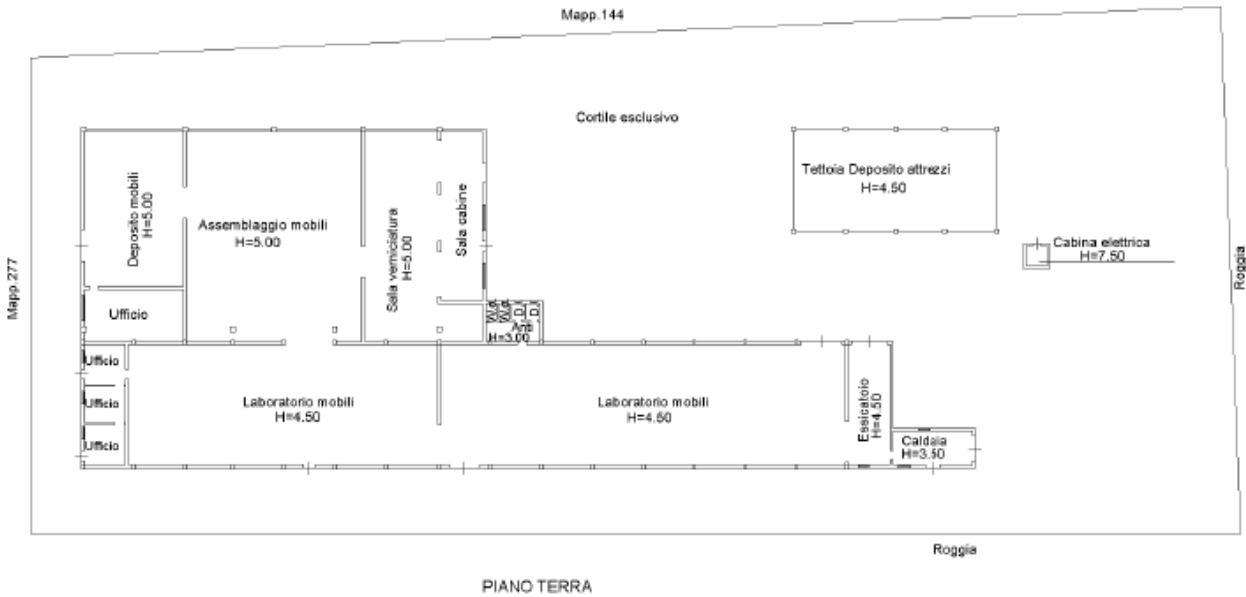 Mapp.144
Cortile esclusivo
Tettoia Deposito attrezzi
H=4.50
Deposito mobili
H=5.00
Assemblaggio mobili
H=5.00
Sala verniciatura
H=5.00
Sala cabine
Cabina elettrica
H=7.50
Mapp.277
Roggia
Ufficio
Anti
H=3.00
Ufficio
Ufficio
Ufficio
Laboratorio mobili
H=4.50
Laboratorio mobili
H=4.50
Essicatoio
H=4.50
Caldaia
H=3.50
Roggia
PIANO TERRA